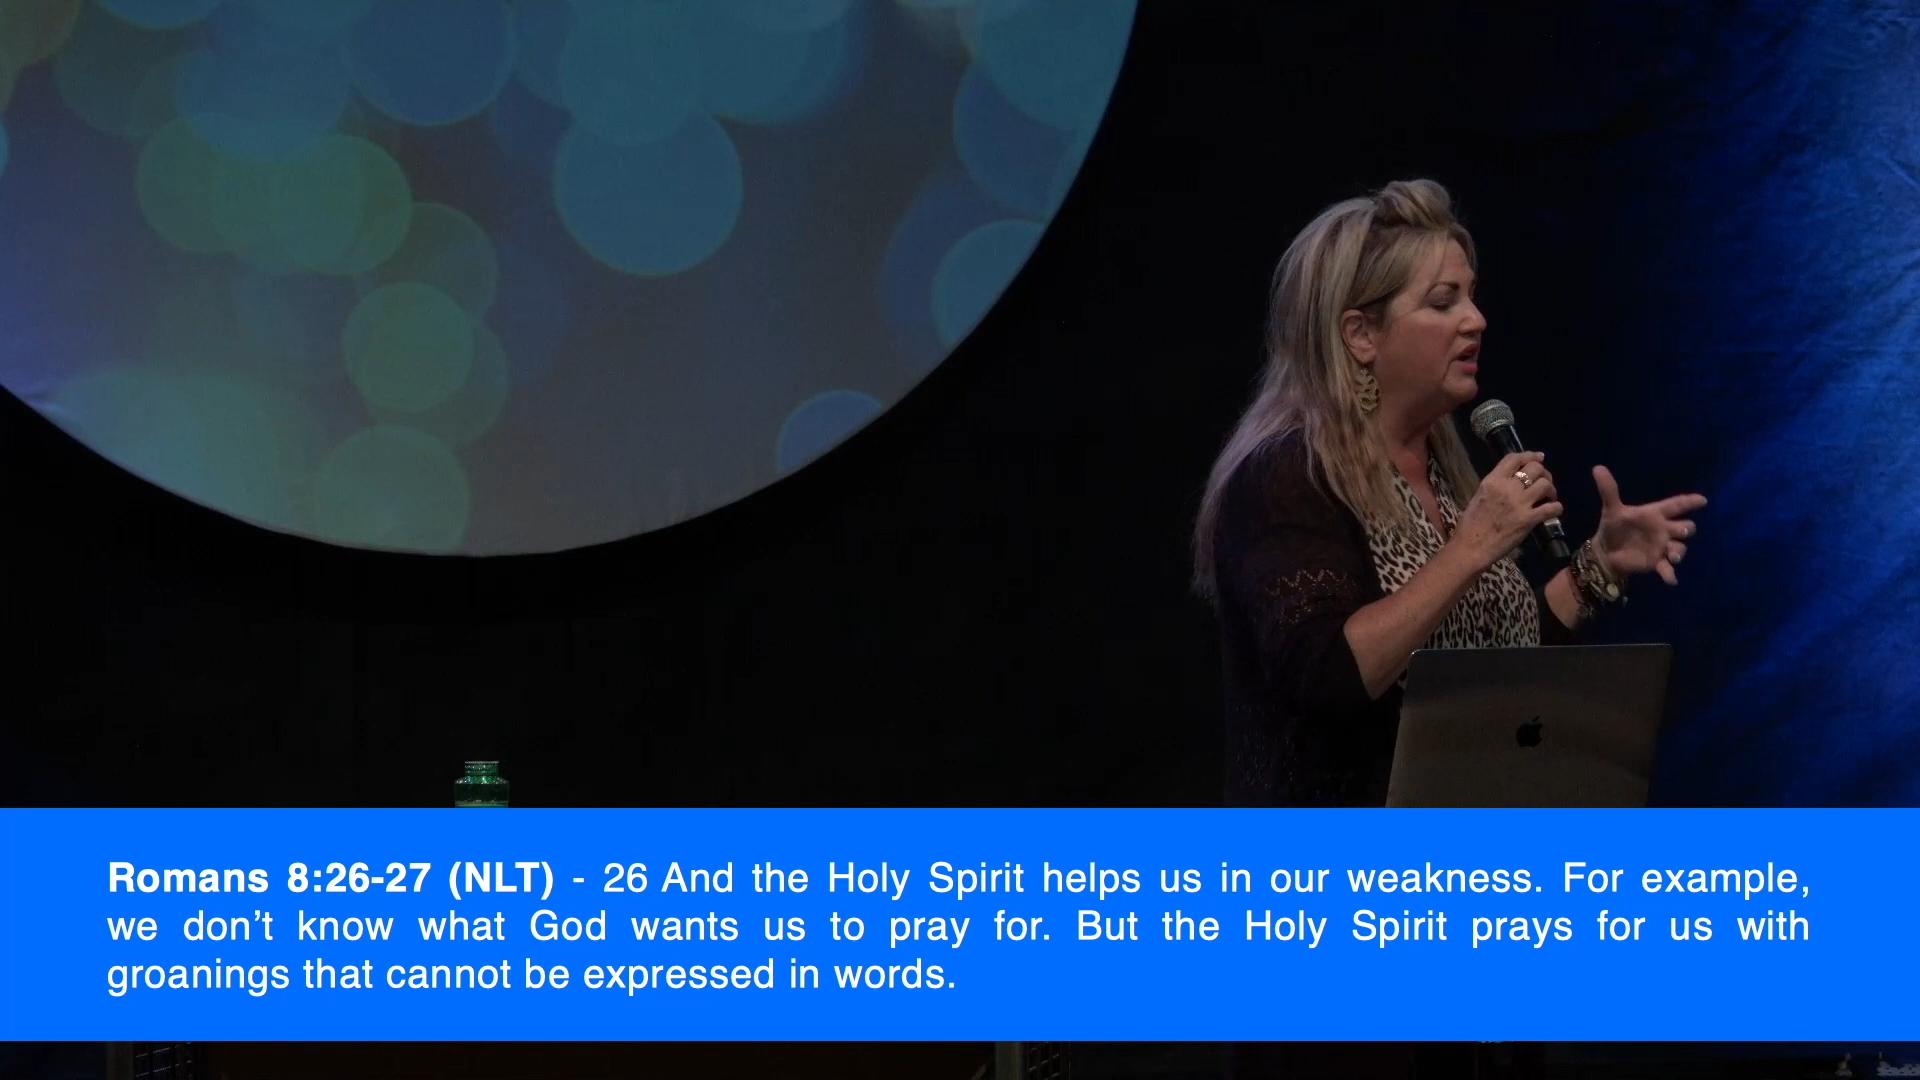 Romans 8:26-27 (NLT) - 26 And the Holy Spirit helps us in our weakness. For example,
we don’t know what God wants us to pray for. But the Holy Spirit prays for us with
groanings that cannot be expressed in words.